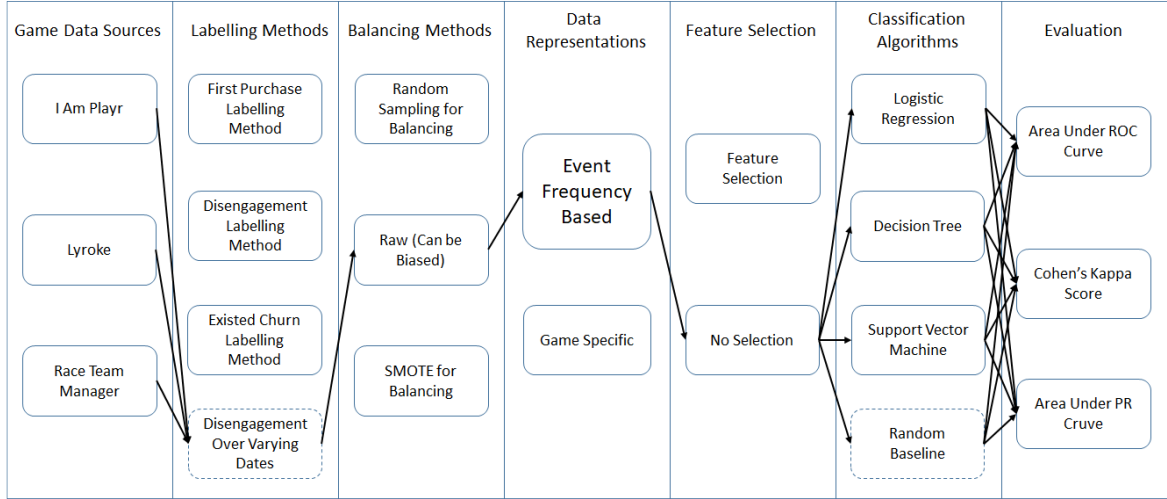 Game Data Sources
Labelling Methods
Balancing Methods
Data
Representations
Feature Selection
Classification
Algorithms
Evaluation
I Am Playr
Lyroke
Race Team
Manager
First Purchase
Labelling
Method
Disengagement
Labelling
Method
Existed Churn
Labelling
Method
Disengagement
Over Varying
Dates
Random
Sampling for
Balancing
Raw (Can be
Biased)
SMOTE for
Balancing
Event
Frequency
Based
Game Specific
Feature
Selection
No Selection
Logistic
Regression
Decision Tree
Support Vector
Machine
Random
Baseline
Area Under ROC
Curve
Cohen's Kappa
Score
Area Under PR
Cruve